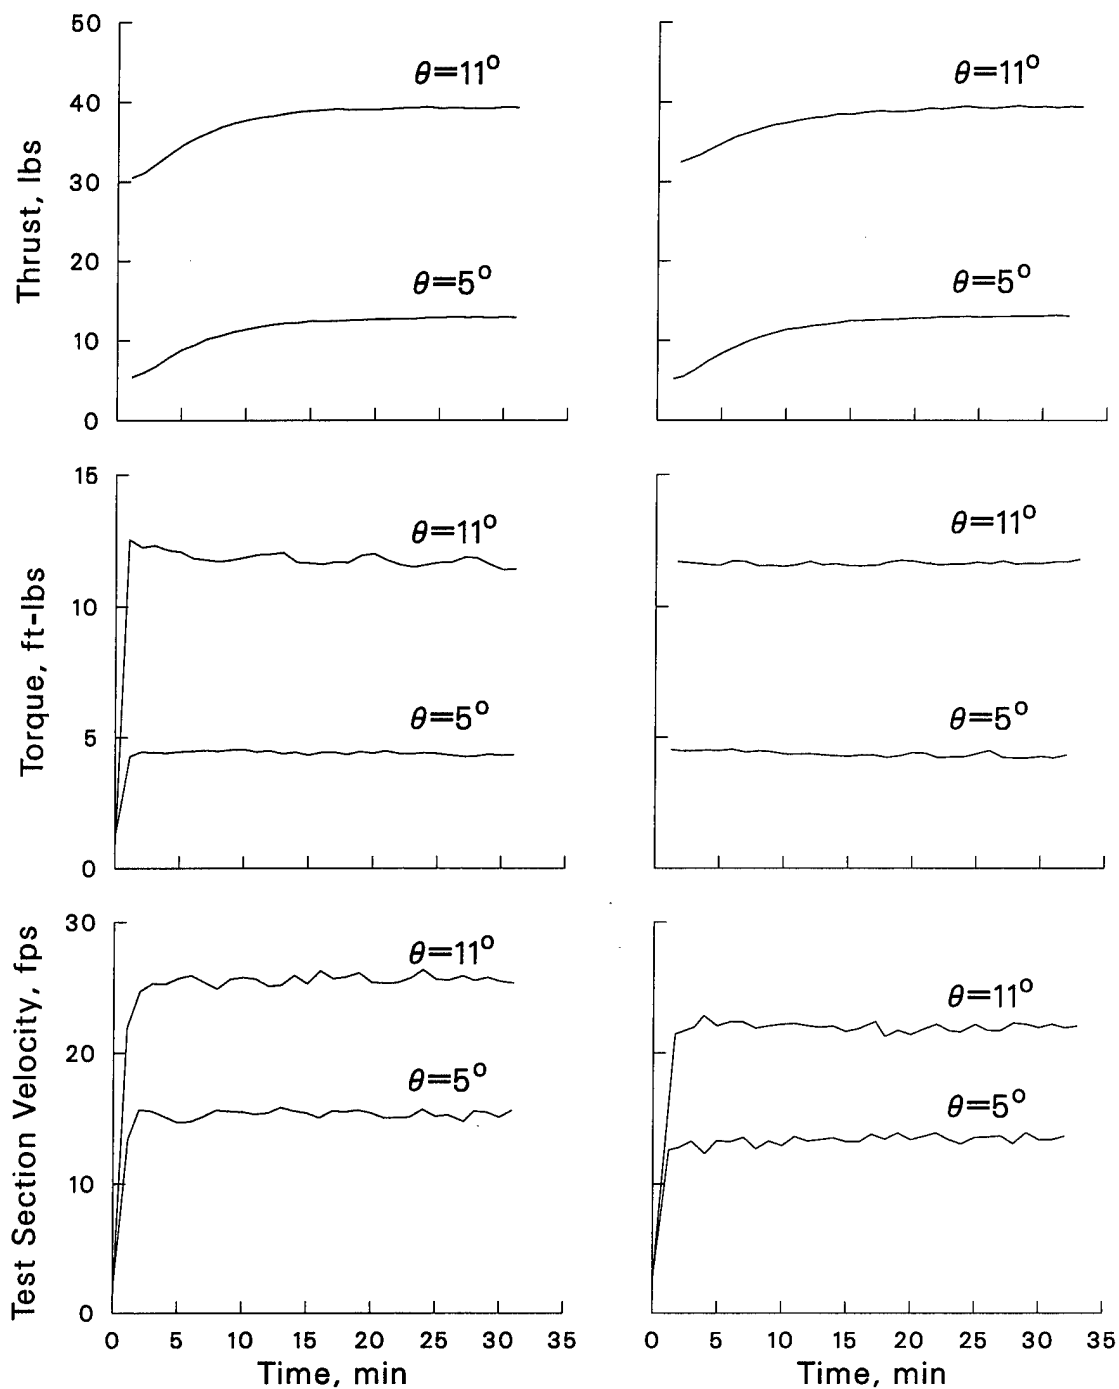 Thrust, lbs
50
40
30
20
10
0
θ=11°
θ=5°
θ=11°
θ=5°
Torque, ft-lbs
15
10
5
0
θ=11°
θ=5°
θ=11°
θ=5°
Test Section Velocity, fps
30
20
10
0
θ=11°
θ=5°
θ=11°
θ=5°
0 5 10 15 20 25 30 35
Time, min
0 5 10 15 20 25 30 35
Time, min